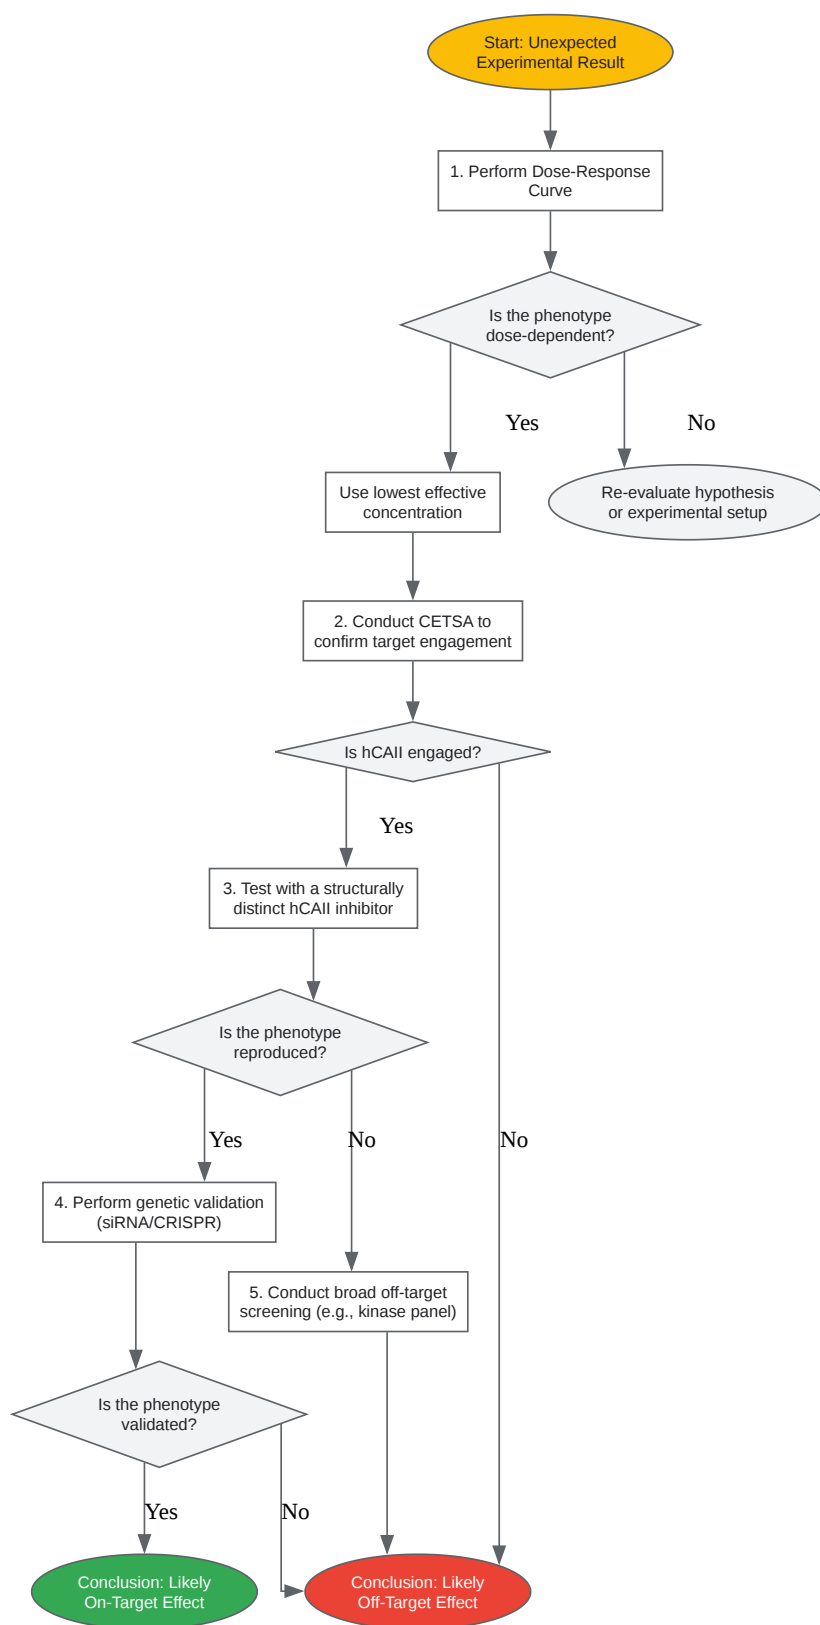 Start: Unexpected
Experimental Result
1. Perform Dose-Response
Curve
Is the phenotype
dose-dependent?
Yes
No
Use lowest effective
concentration
Re-evaluate hypothesis
or experimental setup
2. Conduct CETSA to
confirm target engagement
Is hCAII engaged?
Yes
3. Test with a structurally
distinct hCAII inhibitor
Is the phenotype
reproduced?
Yes
No
No
4. Perform genetic validation
(siRNA/CRISPR)
5. Conduct broad off-target
screening (e.g., kinase panel)
Is the phenotype
validated?
Yes
No
Conclusion: Likely
On-Target Effect
Conclusion: Likely
Off-Target Effect